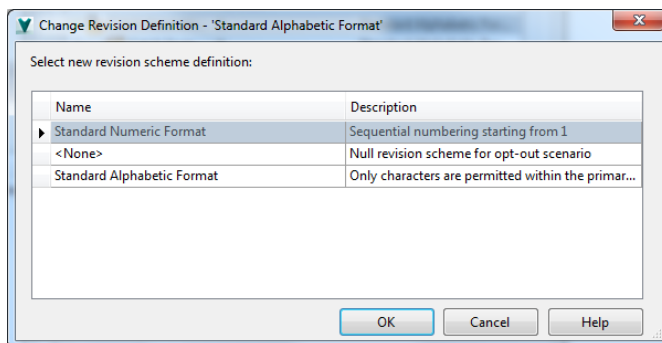 Change Revision Definition - 'Standard Alphabetic Format'
Select new revision scheme definition:
Name Description
Standard Numeric Format Sequential numbering starting from 1
<None> Null revision scheme for opt-out scenario
Standard Alphabetic Format Only characters are permitted within the primar...
OK Cancel Help